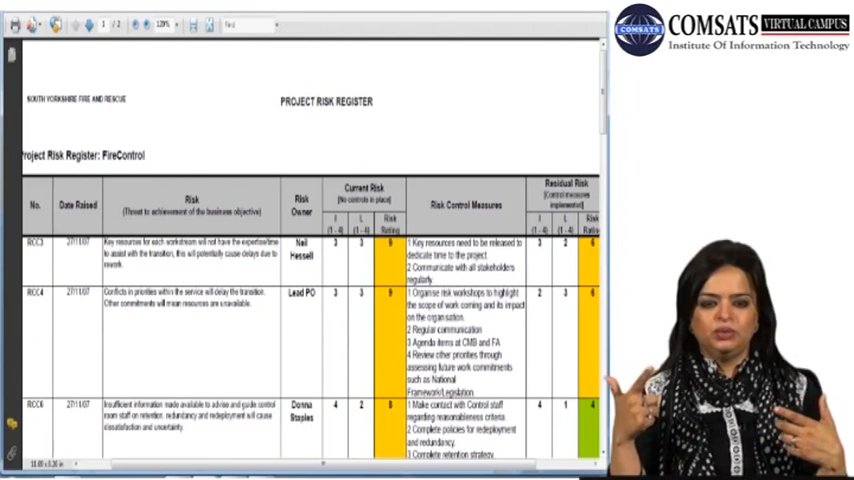 COMSATS VIRTUAL CAMPUS
Institute Of Information Technology
1 / 2
120%
Find
SOUTH YORKSHIRE FIRE AND RESCUE
PROJECT RISK REGISTER
roject Risk Register: FireControl
No.
Date Raised
Risk
(Threat to achievement of the business objective)
Risk
Owner
Current Risk
[No controls in place]
I
(1 - 4)
L
(1 - 4)
Risk
Rating
Risk Control Measures
Residual Risk
[Control measures
implemented]
I
(1 - 4)
L
(1 - 4)
Risk
Rating
RCC3
27/11/07
Key resources for each workstream will not have the expertise/time
to assist with the transition, this will potentially cause delays due to
rework.
Neil
Hessell
3
3
9
1 Key resources need to be released to
dedicate time to the project
2 Communicate with all stakeholders
regularly
3
2
6
RCC4
27/11/07
Conflicts in priorities within the service will delay the transition.
Other commitments will mean resources are unavailable.
Lead PO
3
3
9
1 Organise risk workshops to highlight
the scope of work coming and its impact
on the organisation.
2 Regular communication
3 Agenda items at CMB and FA
4 Review other priorities through
assessing future work commitments
such as National
Framework/Legislation
2
3
6
RCC6
27/11/07
Insufficient information made available to advise and guide control
room staff on retention, redundancy and redeployment will cause
dissatisfaction and uncertainty.
Donna
Staples
4
2
8
1 Make contact with Control staff
regarding reasonableness criteria.
2 Complete policies for redeployment
and redundancy.
3 Complete retention strategy.
4
1
4